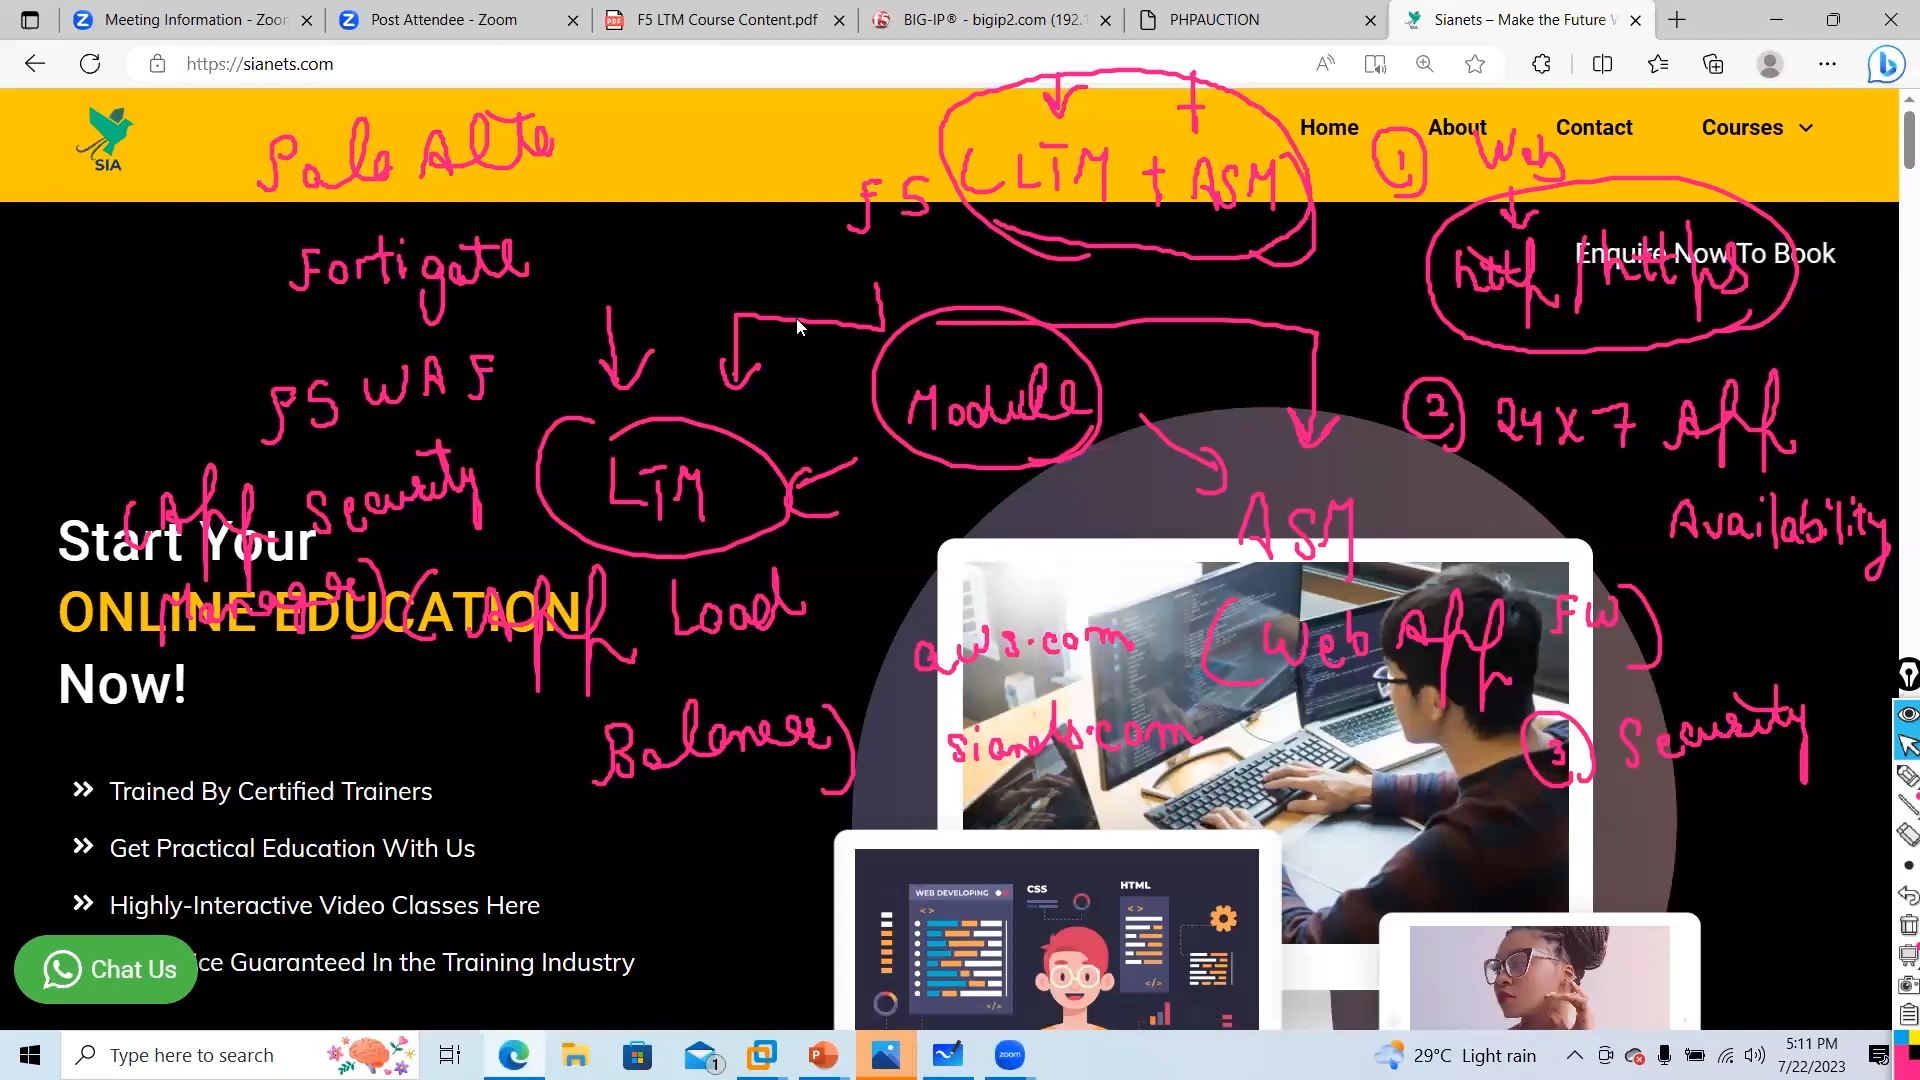 Meeting Information - Zoom
Post Attendee - Zoom
F5 LTM Course Content.pdf
BIG-IP® - bigip2.com (192.1
PHPAUCTION
Sianets – Make the Future W
https://sianets.com
SIA
Home
About
Contact
Courses
Palo Alto
F5 (LTM + ASM)
1 Web
Enquire Now To Book
http/https
Fortigate
F5 WAF
Module
2 24x7 App
Availability
(App Security
Manager)
LTM
ASM
Start Your
ONLINE EDUCATION
Now!
(App Load
Balancer)
aws.com
sianets.com
(Web App FW)
3 Security
Trained By Certified Trainers
Get Practical Education With Us
Highly-Interactive Video Classes Here
ice Guaranteed In the Training Industry
Chat Us
WEB DEVELOPING
CSS
HTML
Type here to search
1
zoom
29°C Light rain
5:11 PM
7/22/2023